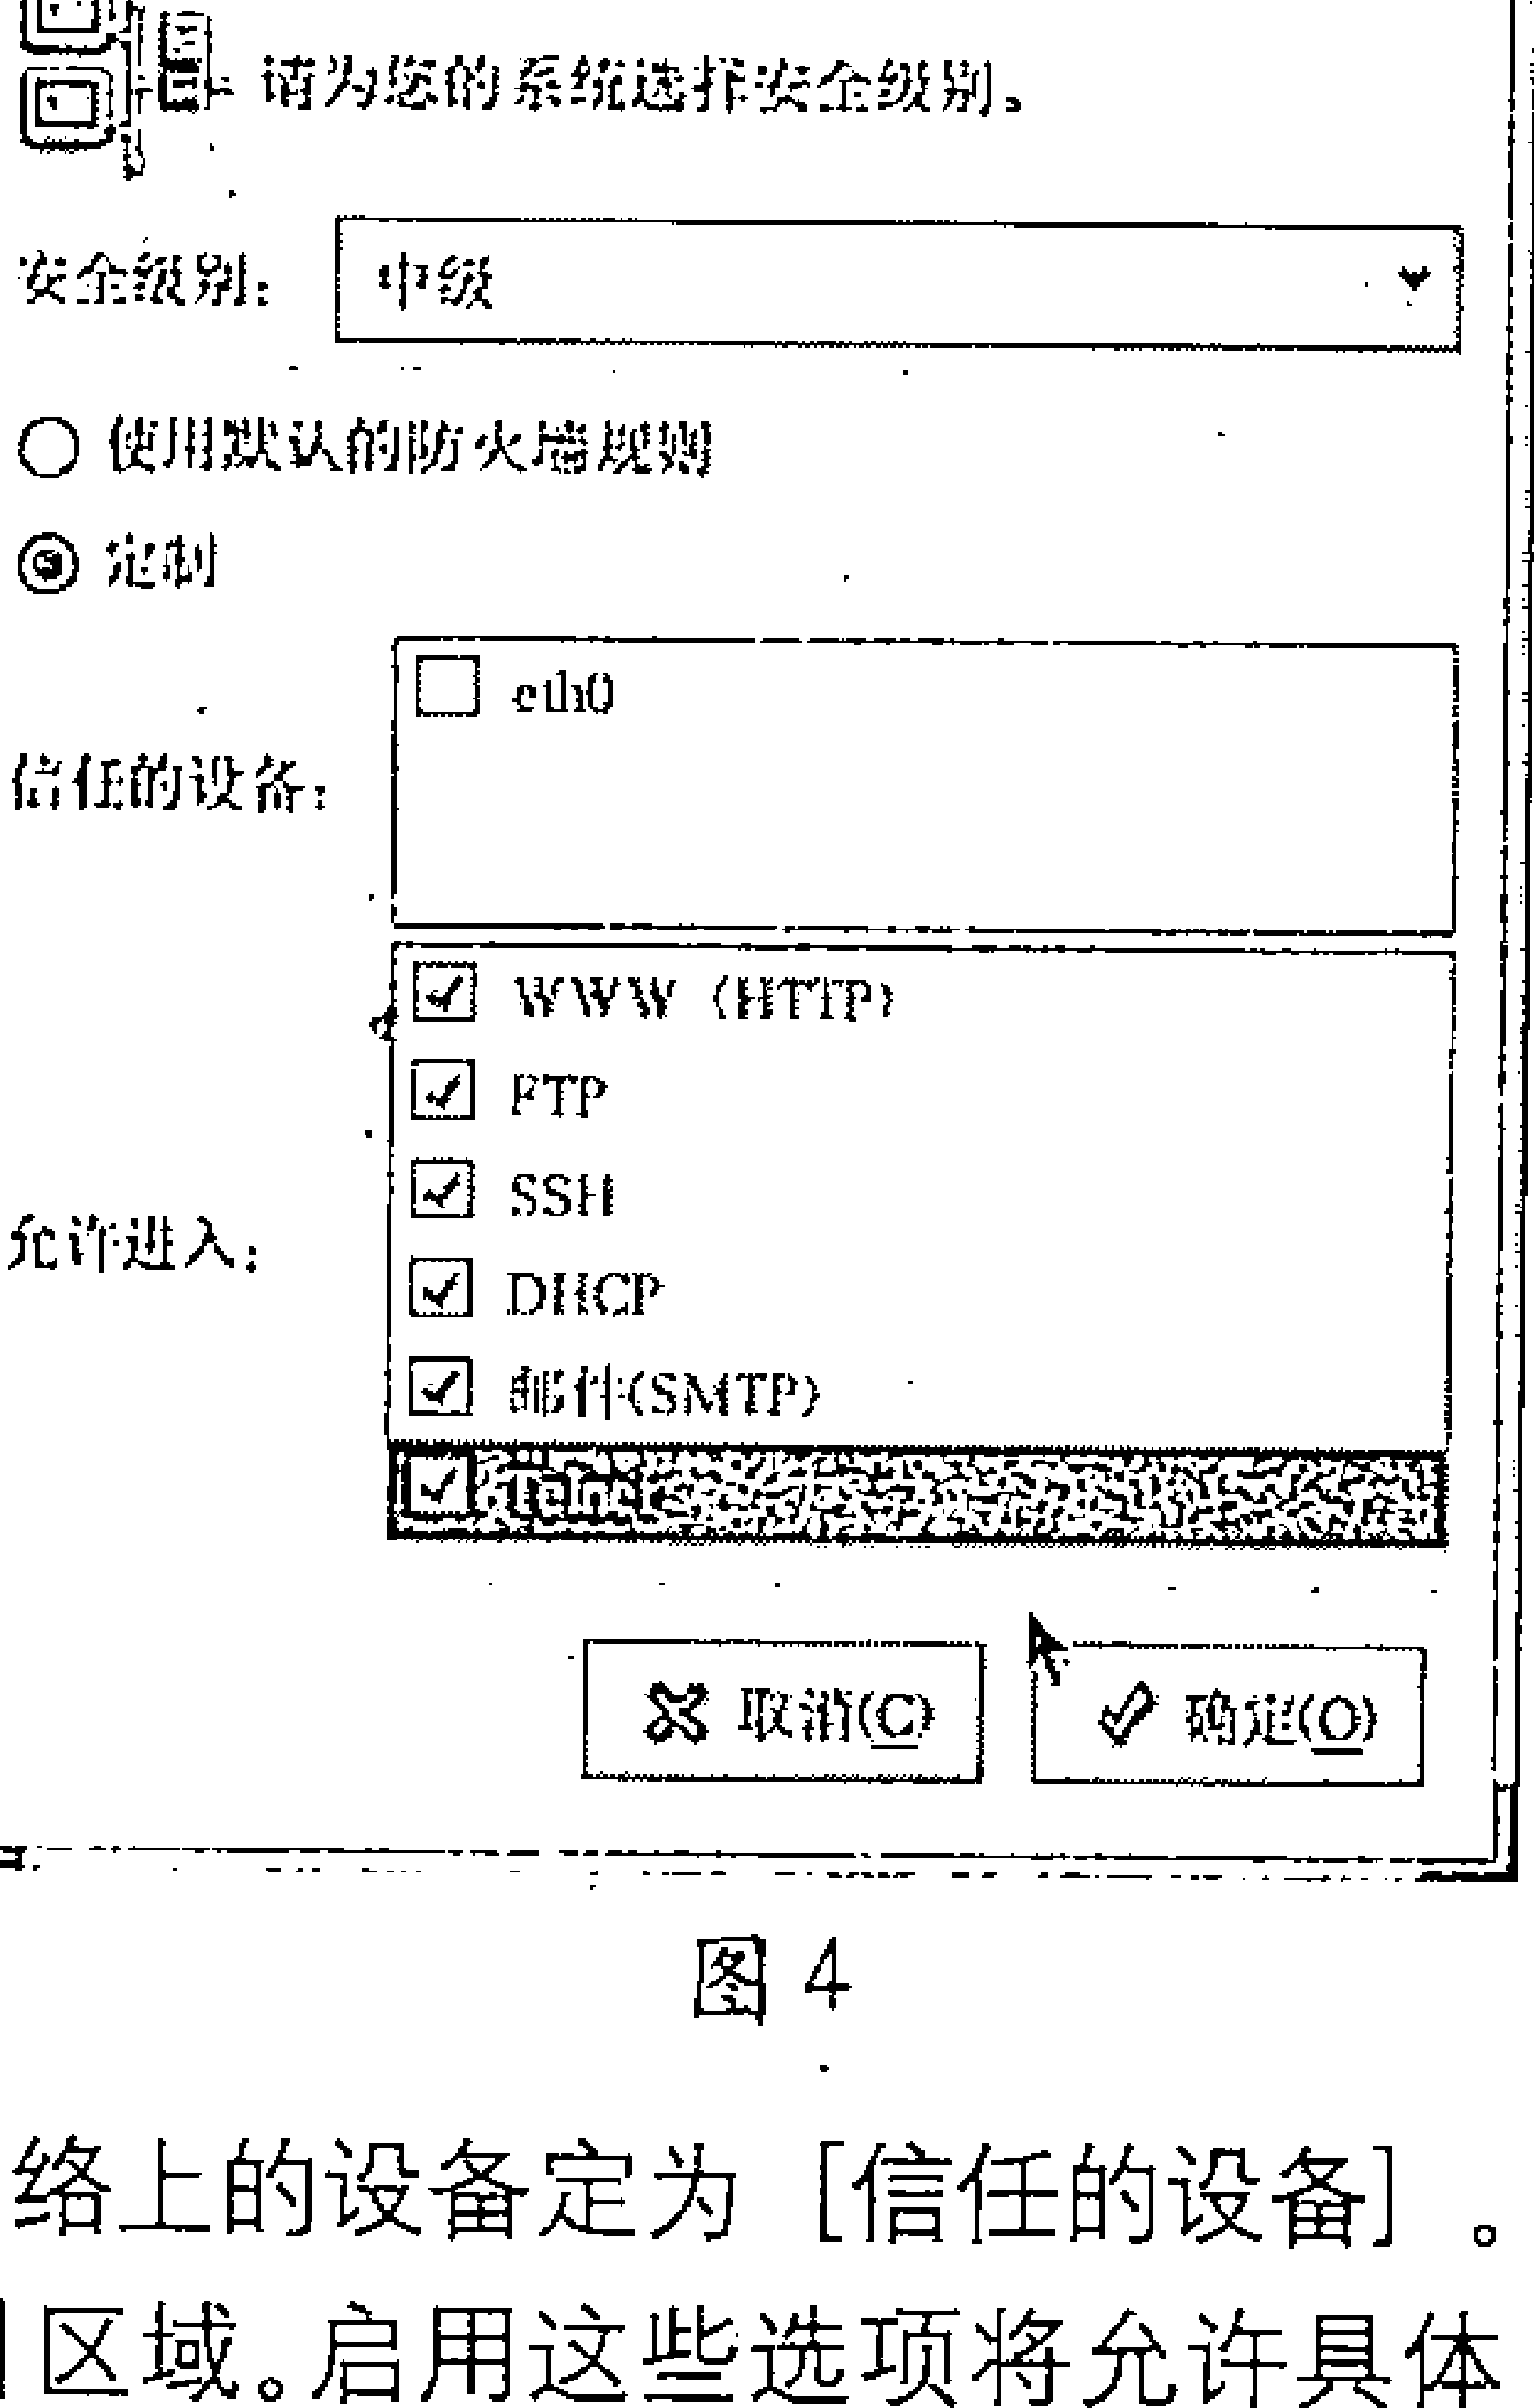 请为您的系统选择安全级别。
安全级别: 中级
使用默认的防火墙规则
定制
信任的设备: eth0
WWW (HTTP)
FTP
SSH
允许进入:
DHCP
邮件(SMTP)
Telnet
取消(C) 确定(O)
图 4
络上的设备定为 [信任的设备] 。
区域。启用这些选项将允许具体